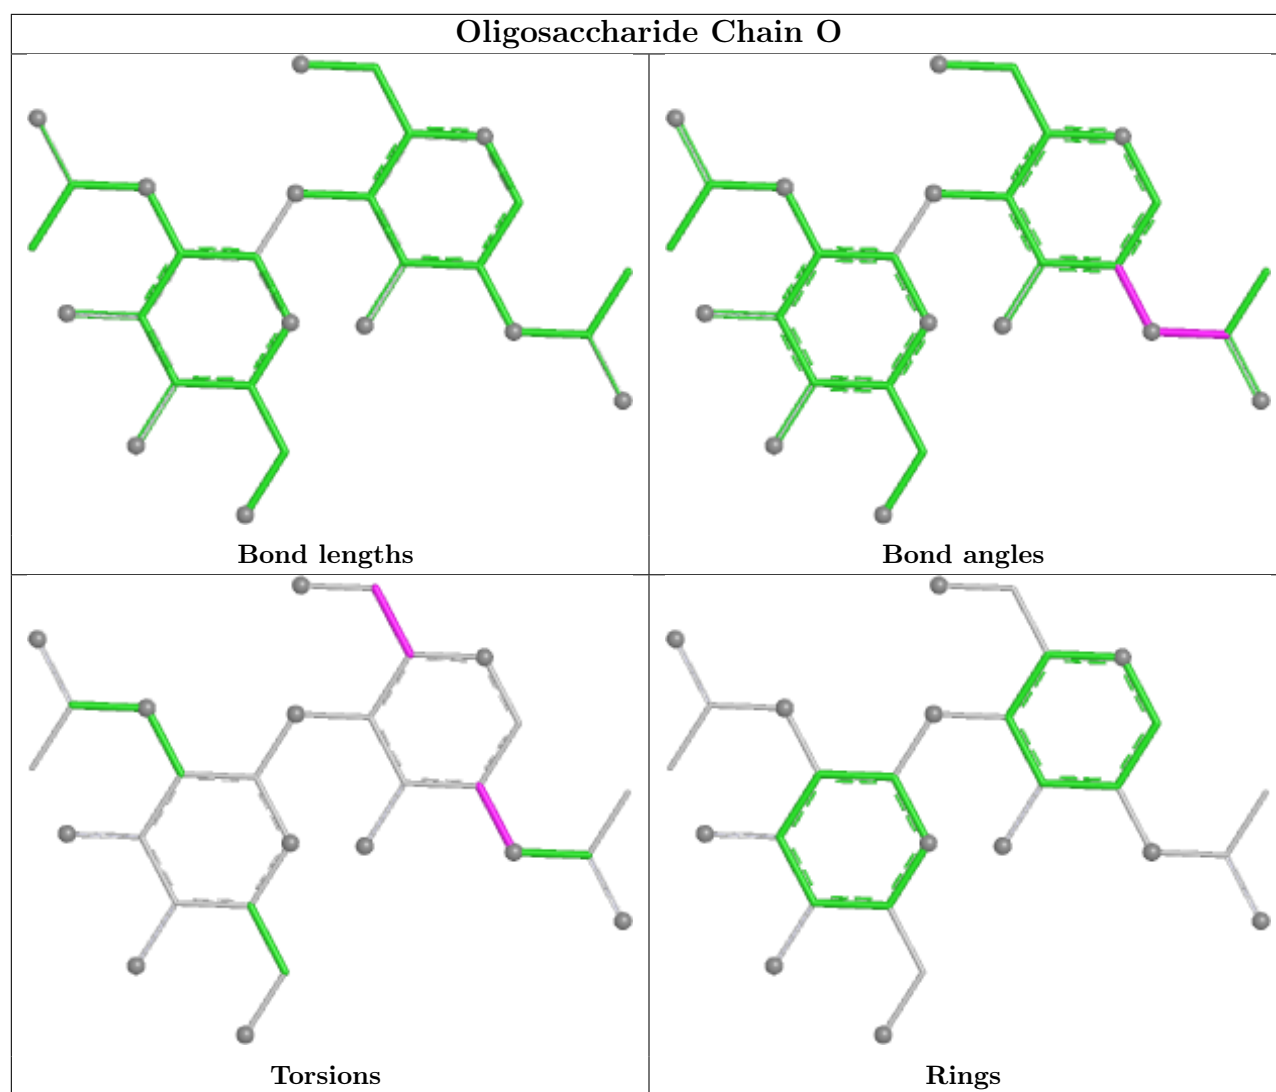 Oligosaccharide Chain O
Bond lengths
Bond angles
Torsions
Rings